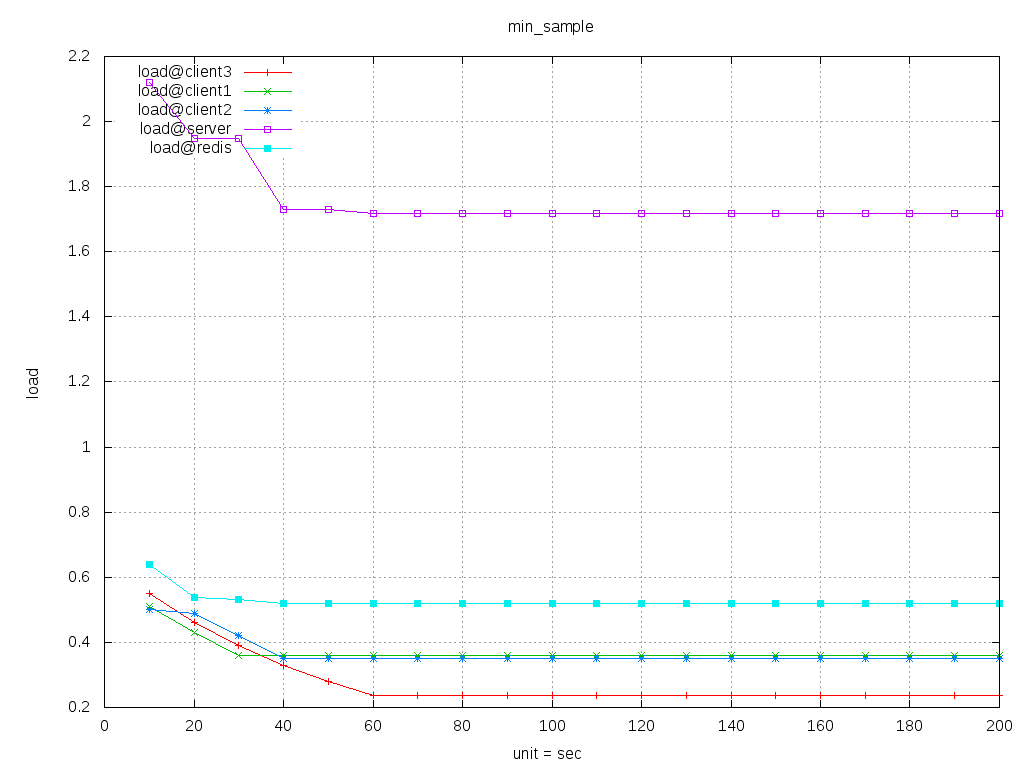 min_sample
load@client3
load@client1
load@client2
load@server
load@redis
2.2
2
1.8
1.6
1.4
1.2
1
0.8
0.6
0.4
0.2
load
0 20 40 60 80 100 120 140 160 180 200
unit = sec